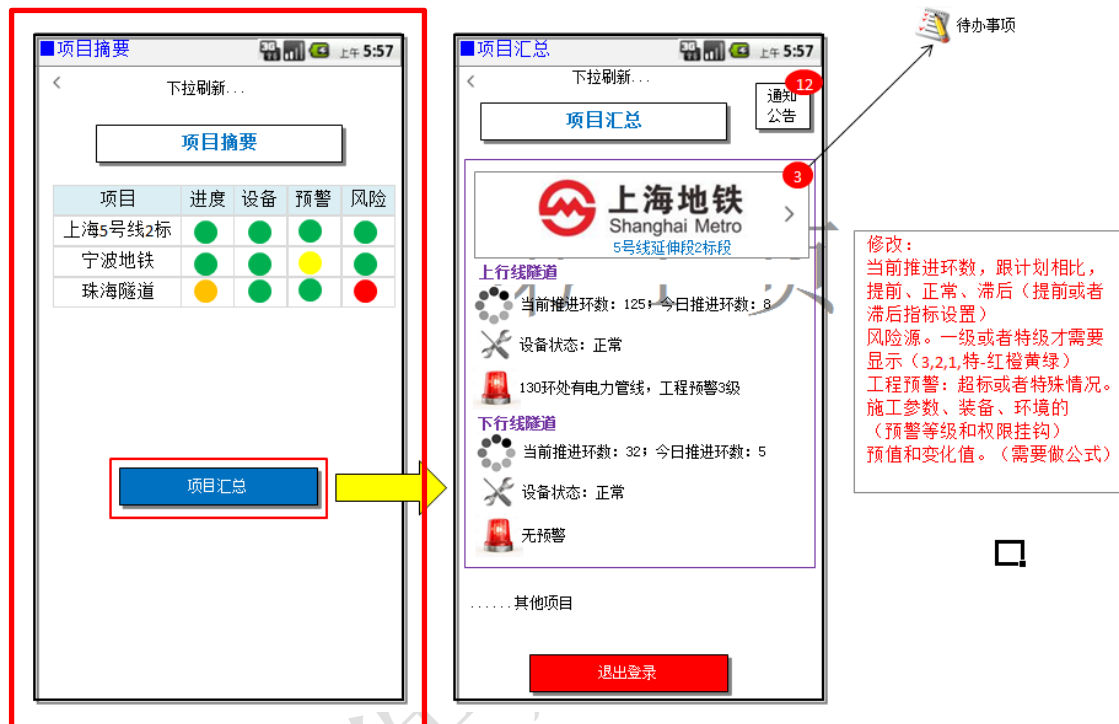 ■项目摘要
上午 5:57
下拉刷新...
项目摘要
项目 进度 设备 预警 风险
上海5号线2标
宁波地铁
珠海隧道
项目汇总
■项目汇总
上午 5:57
下拉刷新...
12
通知
公告
项目汇总
3
上海地铁
Shanghai Metro
5号线延伸段2标段
上行线隧道
当前推进环数：125；今日推进环数：8
设备状态：正常
130环处有电力管线，工程预警3级
下行线隧道
当前推进环数：32；今日推进环数：5
设备状态：正常
无预警
......其他项目
退出登录
待办事项
修改：
当前推进环数，跟计划相比，
提前、正常、滞后（提前或者
滞后指标设置）
风险源。一级或者特级才需要
显示（3,2,1,特-红橙黄绿）
工程预警：超标或者特殊情况。
施工参数、装备、环境的
（预警等级和权限挂钩）
预值和变化值。（需要做公式）